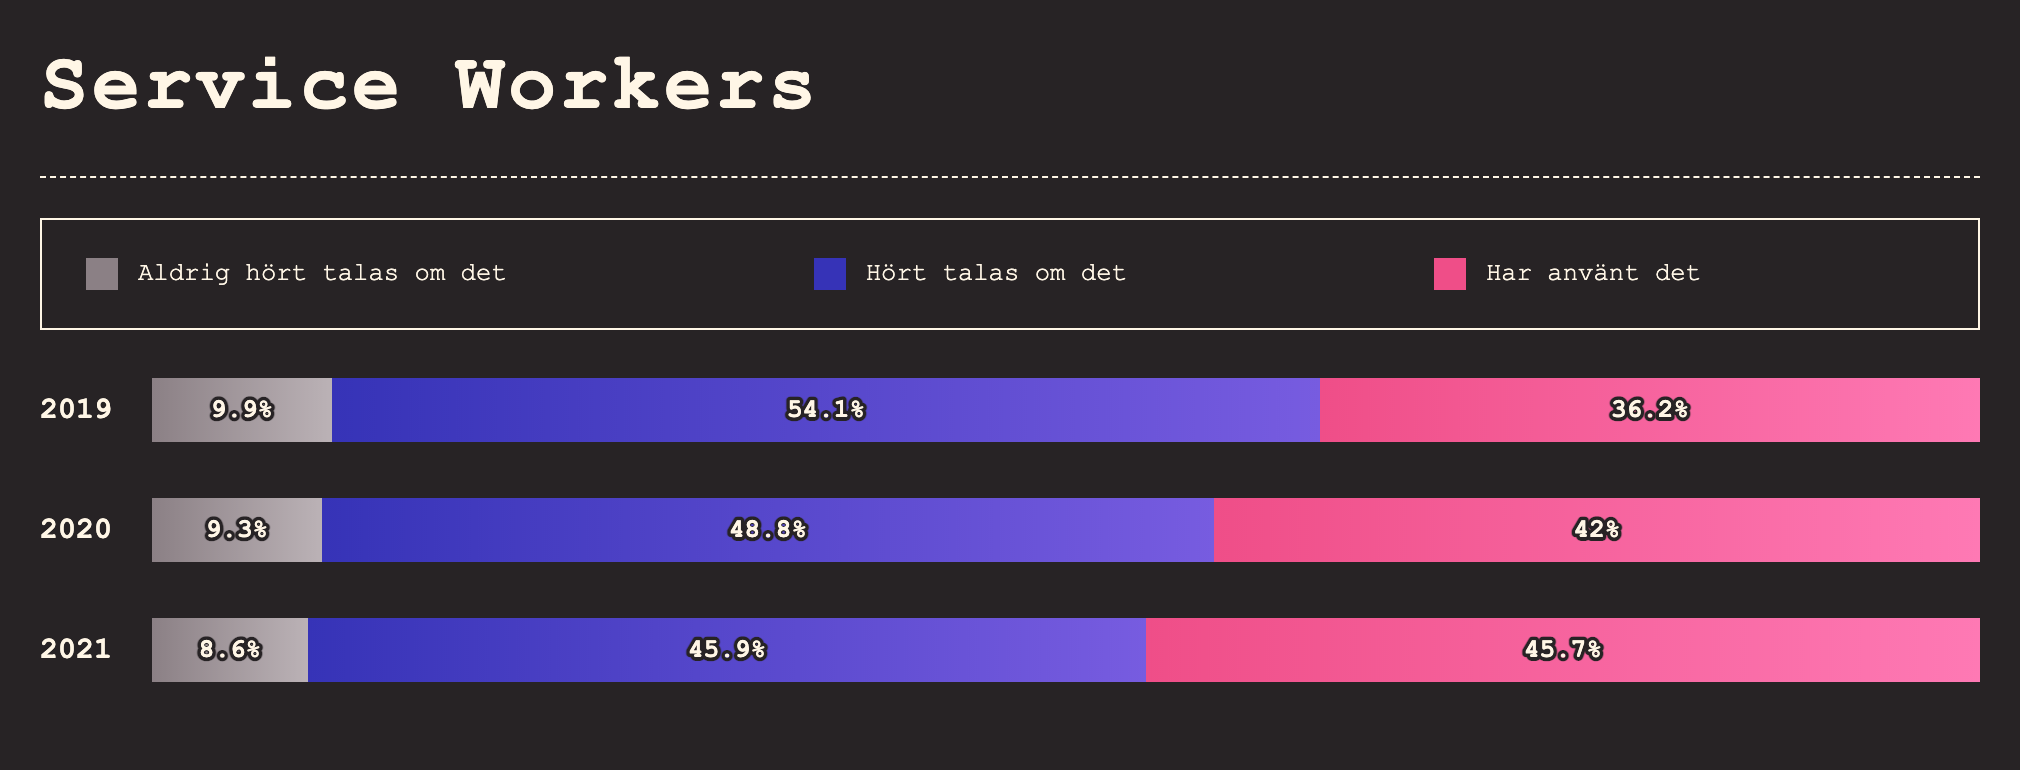 Service Workers
Aldrig hört talas om det Hört talas om det Har använt det
2019 9.9% 54.1% 36.2%
2020 9.3% 48.8% 42%
2021 8.6% 45.9% 45.7%